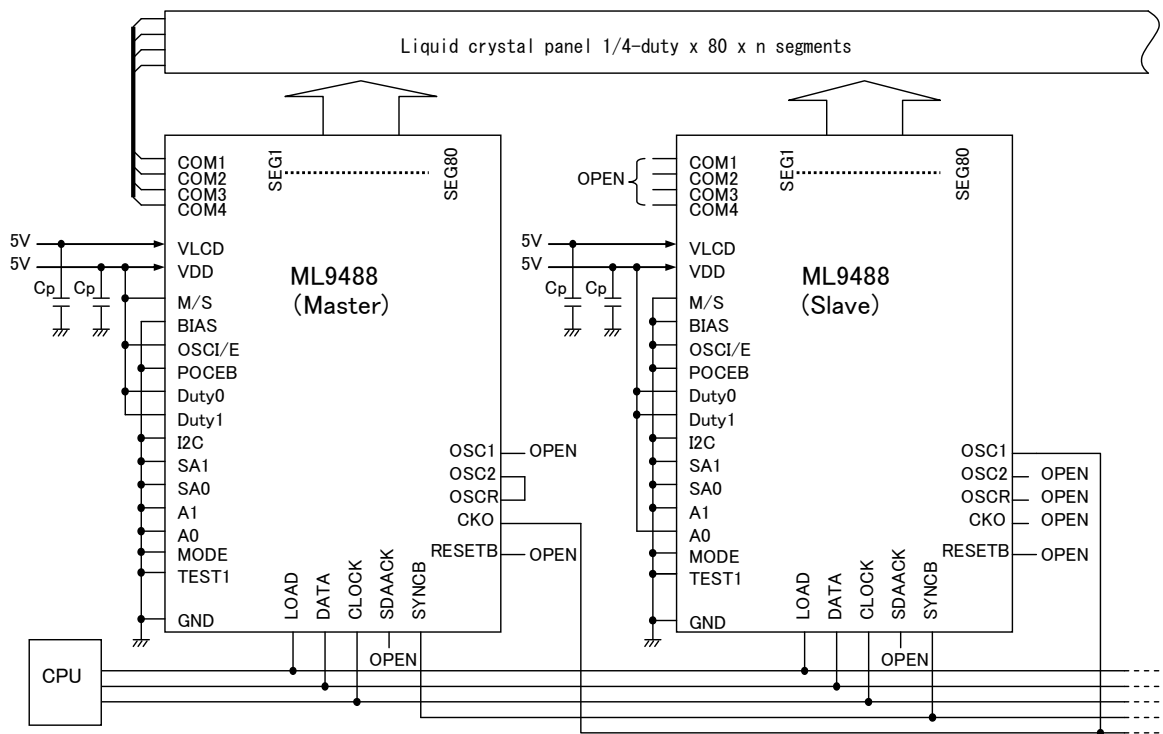 Liquid crystal panel 1/4-duty x 80 x n segments
COM1
COM2
COM3
COM4
SEG1
SEG80
5V
VLCD
5V
VDD
Cp
Cp
ML9488
(Master)
M/S
BIAS
OSCI/E
POCEB
Duty0
Duty1
I2C
SA1
SA0
A1
A0
MODE
TEST1
GND
OSC1
OPEN
OSC2
OSCR
CKO
RESETB
OPEN
LOAD
DATA
CLOCK
SDAACK
SYNCB
OPEN
OPEN
COM1
COM2
COM3
COM4
SEG1
SEG80
5V
VLCD
5V
VDD
Cp
Cp
ML9488
(Slave)
M/S
BIAS
OSCI/E
POCEB
Duty0
Duty1
I2C
SA1
SA0
A1
A0
MODE
TEST1
GND
OSC1
OSC2
OPEN
OSCR
OPEN
CKO
OPEN
RESETB
OPEN
LOAD
DATA
CLOCK
SDAACK
SYNCB
OPEN
CPU